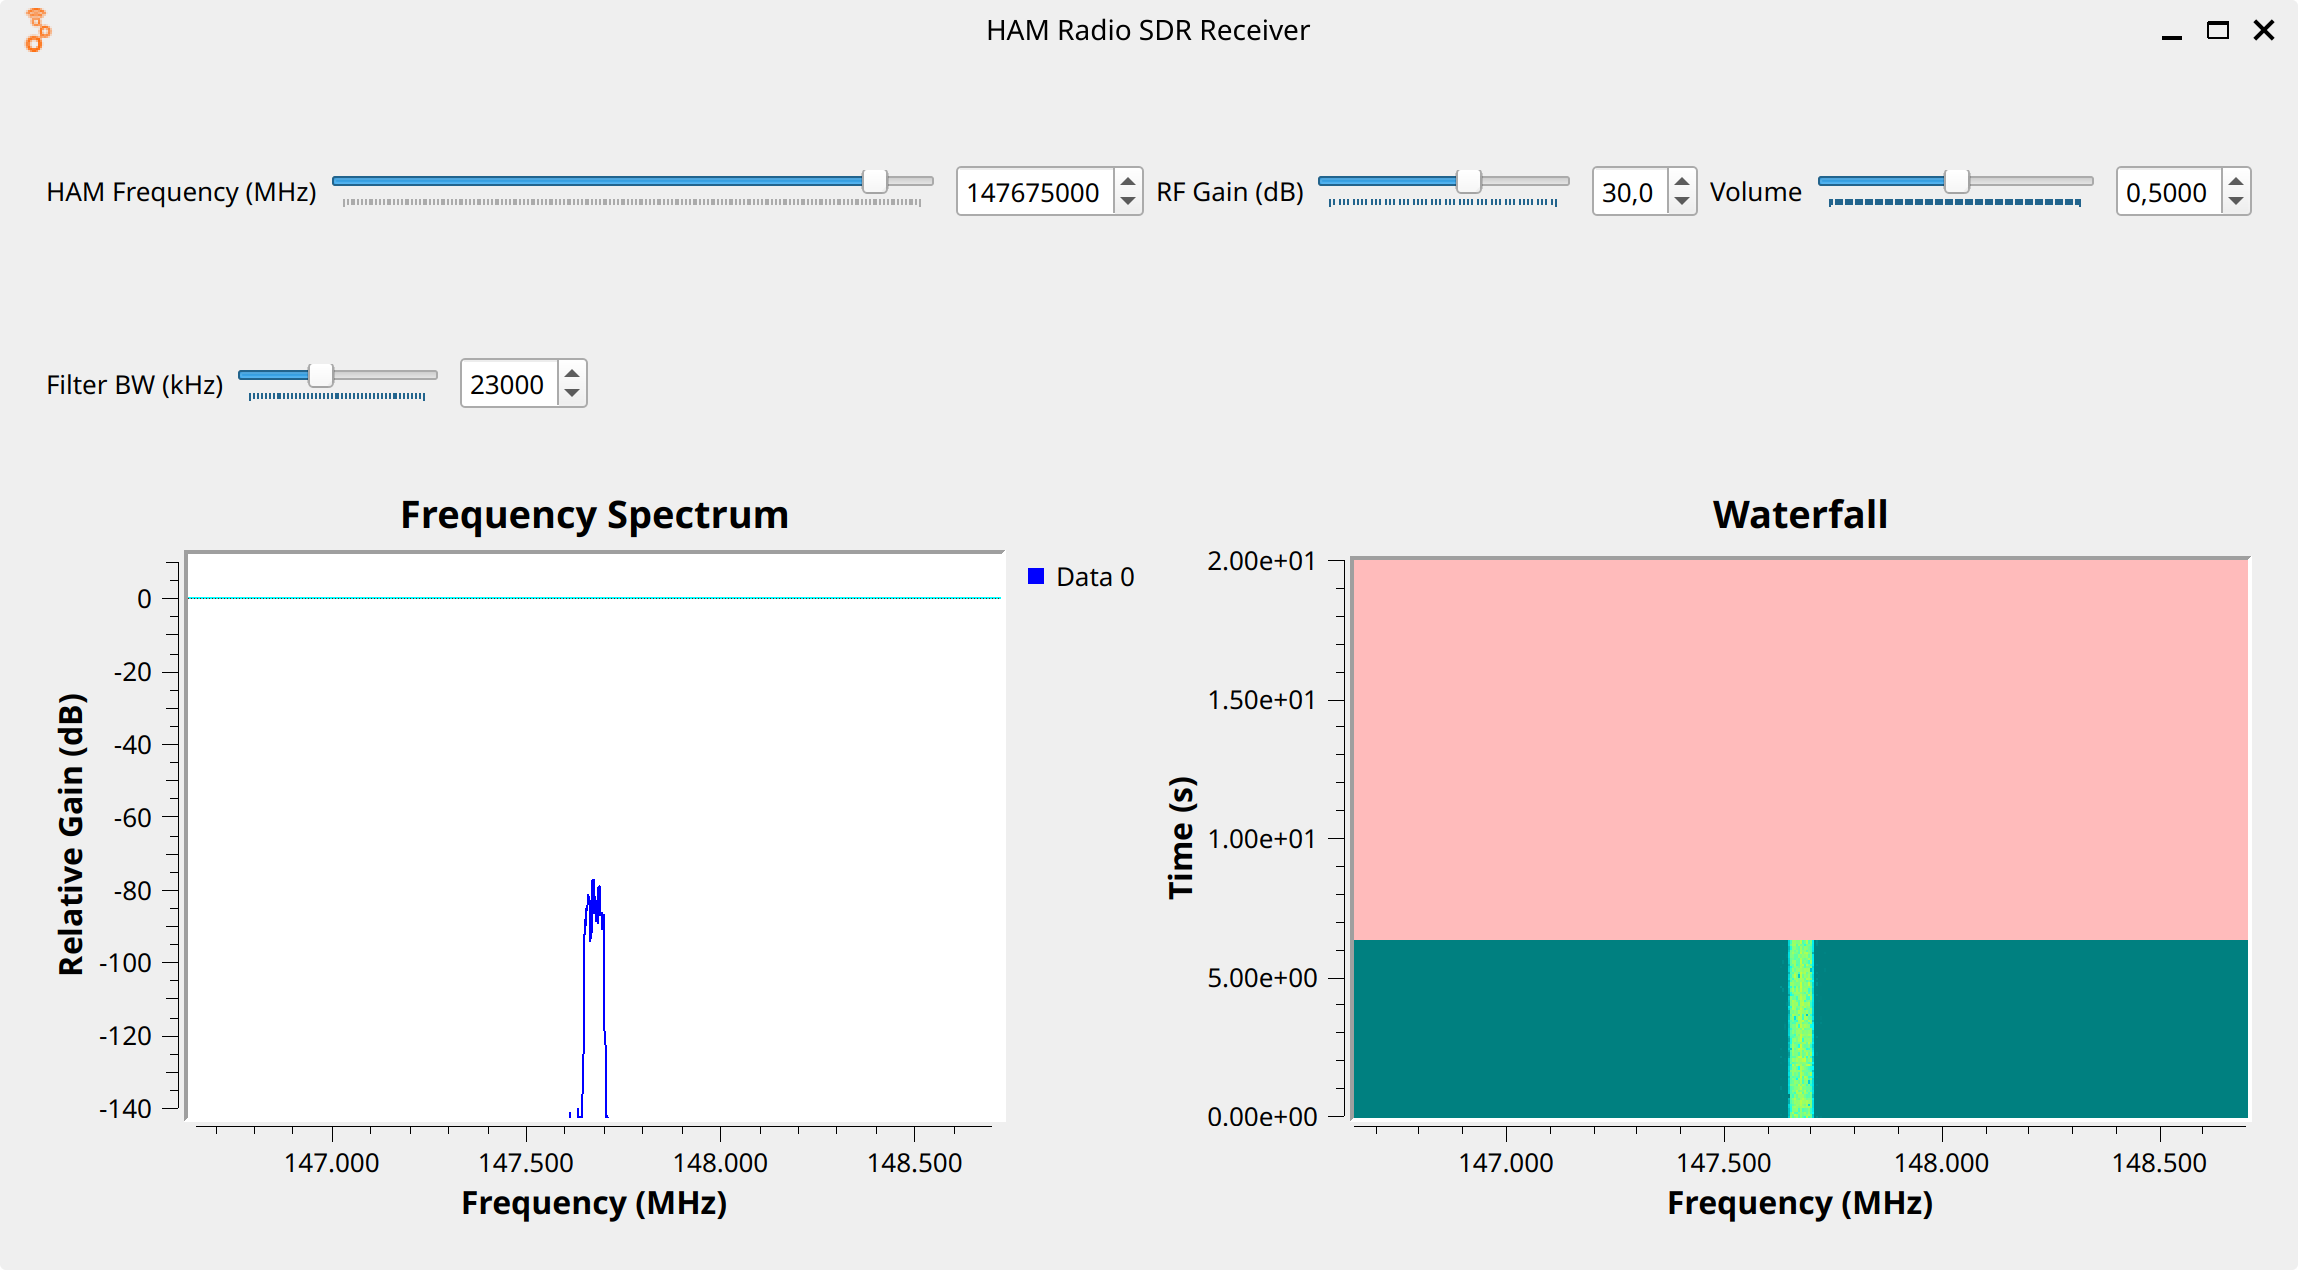 HAM Radio SDR Receiver
HAM Frequency (MHz) 147675000 RF Gain (dB) 30,0 Volume 0,5000
Filter BW (kHz) 23000
Frequency Spectrum
Data 0
0
-20
-40
-60
-80
-100
-120
-140
Relative Gain (dB)
147.000 147.500 148.000 148.500
Frequency (MHz)
Waterfall
2.00e+01
1.50e+01
1.00e+01
5.00e+00
0.00e+00
Time (s)
147.000 147.500 148.000 148.500
Frequency (MHz)